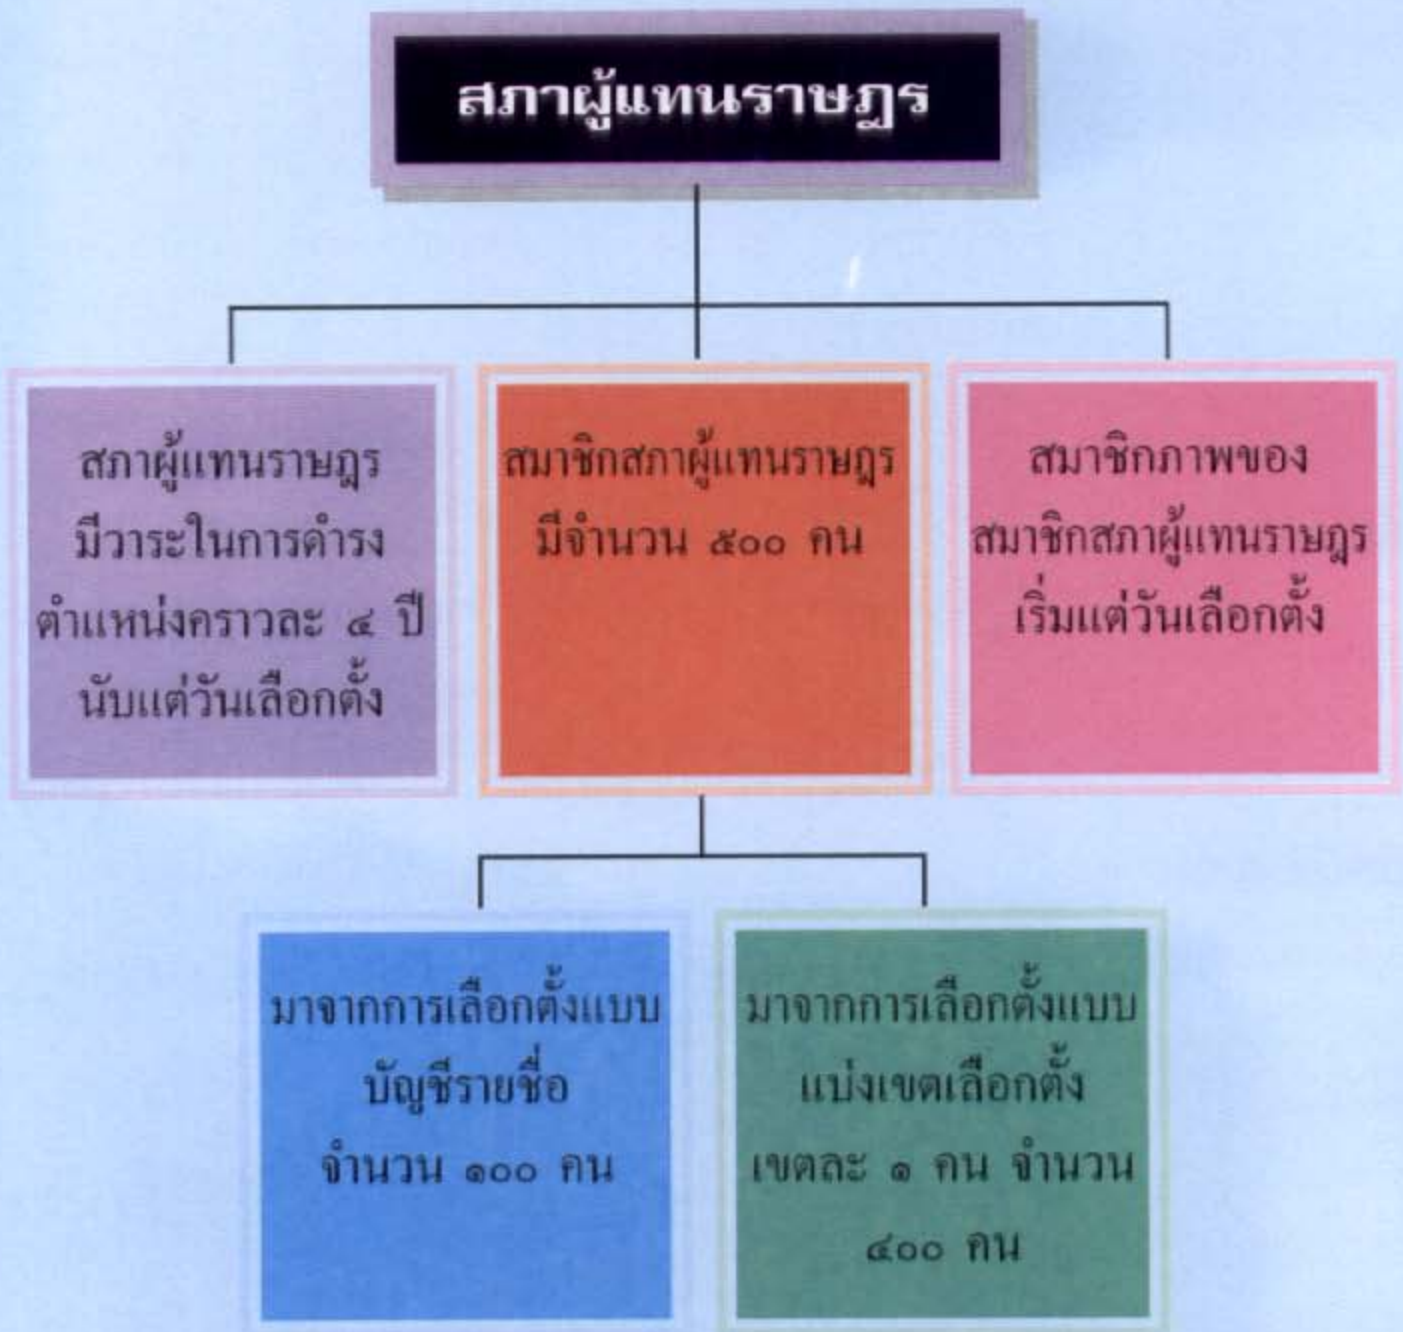 สภาผู้แทนราษฎร
สภาผู้แทนราษฎร
มีวาระในการดำรง
ตำแหน่งคราวละ ๔ ปี
นับแต่วันเลือกตั้ง
สมาชิกสภาผู้แทนราษฎร
มีจำนวน ๕๐๐ คน
สมาชิกภาพของ
สมาชิกสภาผู้แทนราษฎร
เริ่มแต่วันเลือกตั้ง
มาจากการเลือกตั้งแบบ
บัญชีรายชื่อ
จำนวน ๑๐๐ คน
มาจากการเลือกตั้งแบบ
แบ่งเขตเลือกตั้ง
เขตละ ๑ คน จำนวน
๔๐๐ คน